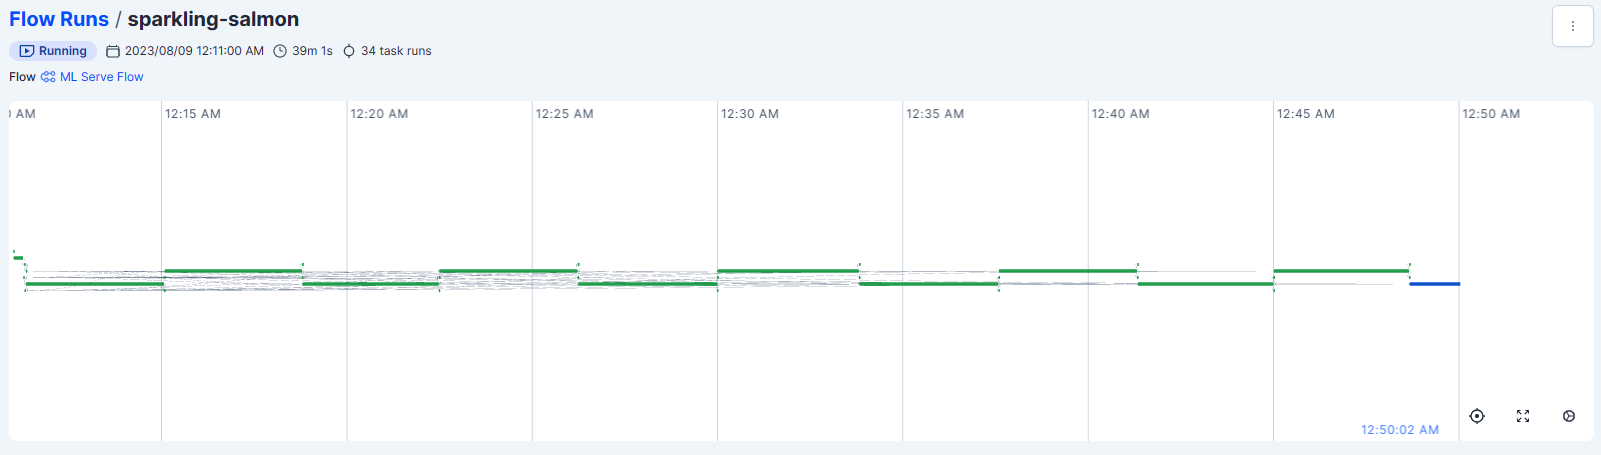 Flow Runs / sparkling-salmon
Running 2023/08/09 12:11:00 AM 39m 1s 34 task runs
Flow ML Serve Flow
AM 12:15 AM 12:20 AM 12:25 AM 12:30 AM 12:35 AM 12:40 AM 12:45 AM 12:50 AM
12:50:02 AM